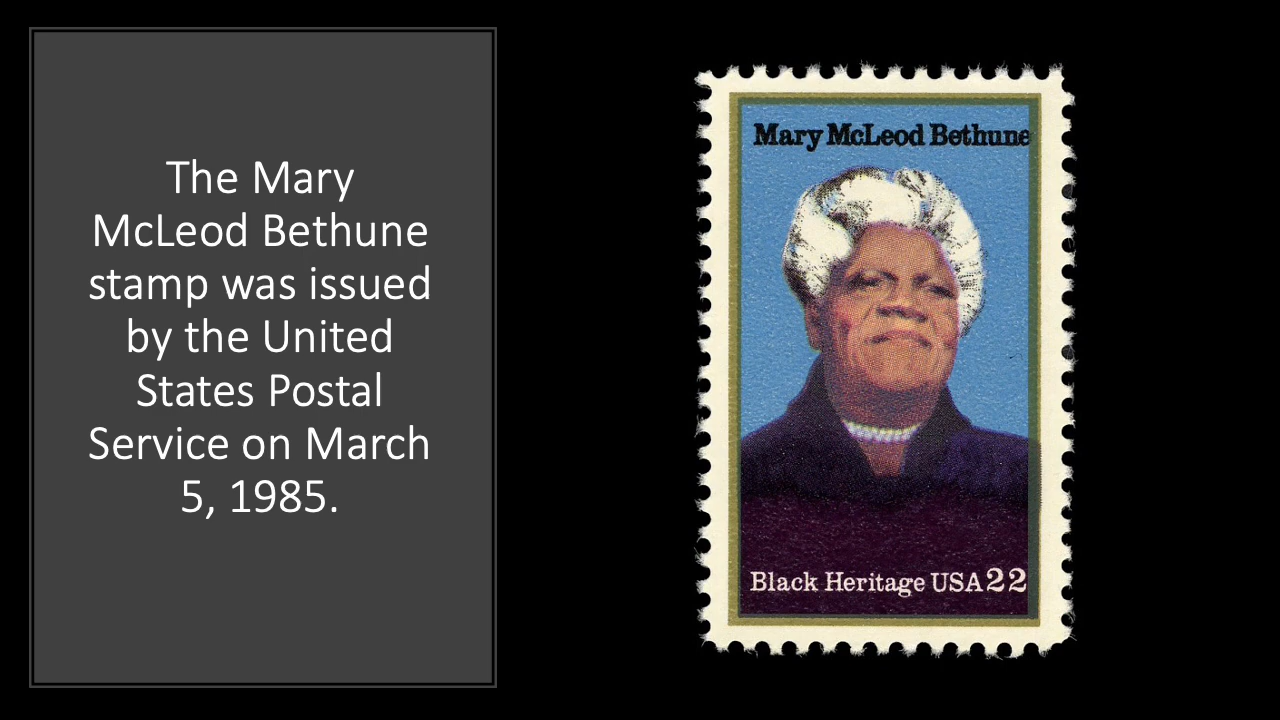 The Mary
McLeod Bethune
stamp was issued
by the United
States Postal
Service on March
5, 1985.
Mary McLeod Bethune
Black Heritage USA 22